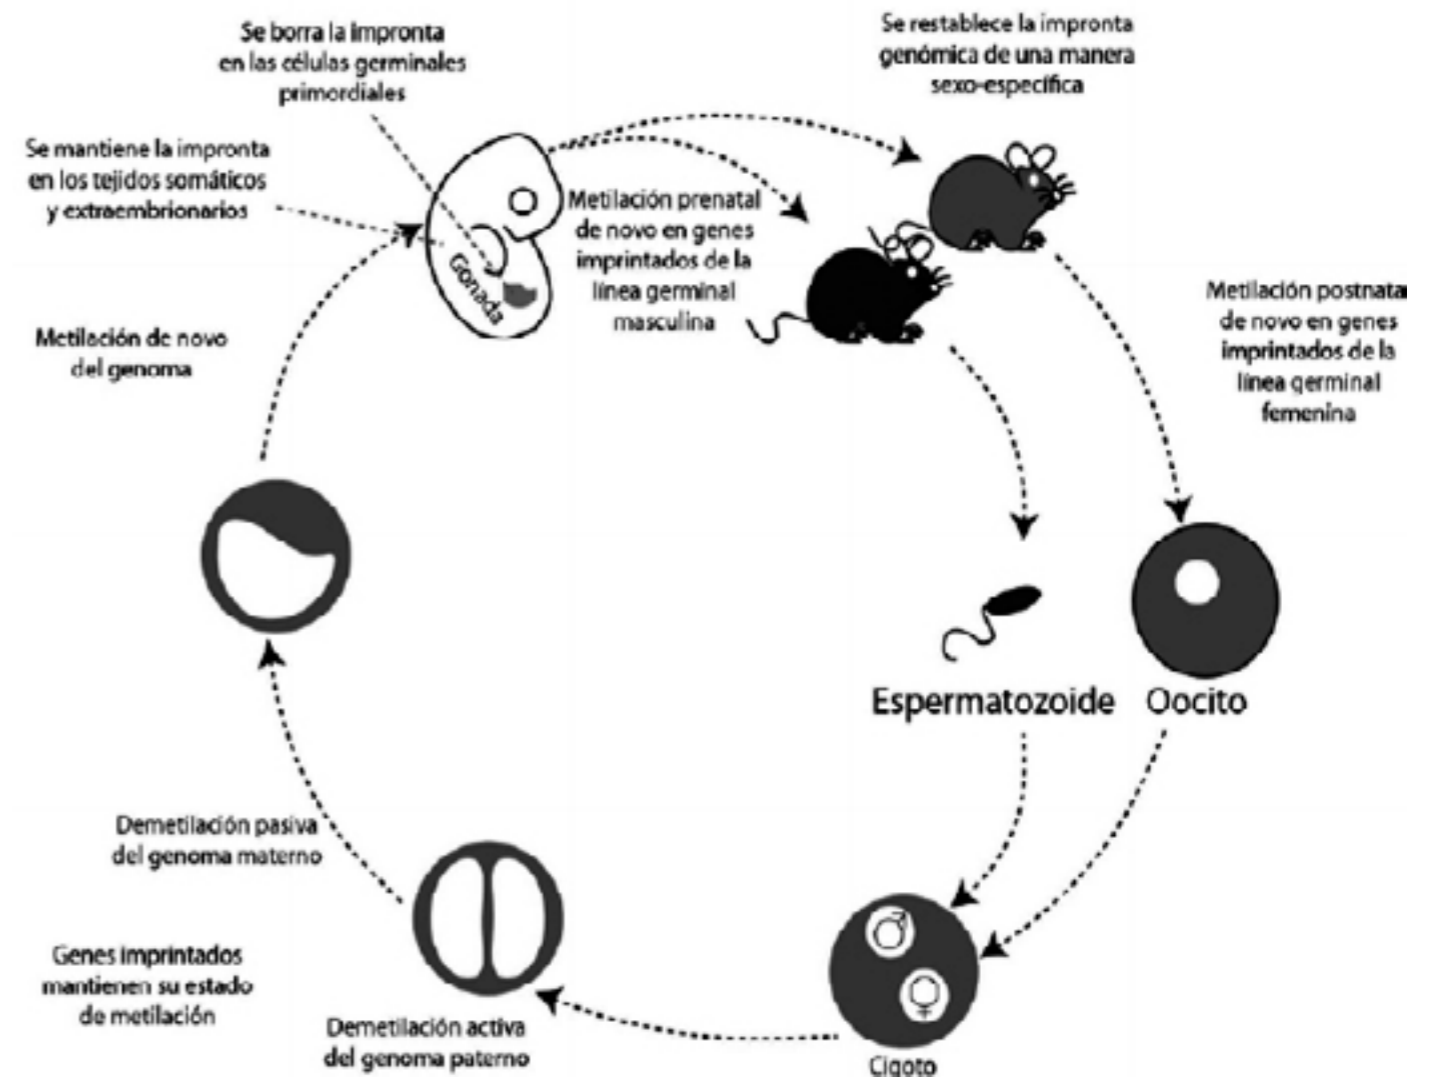 Se borra la impronta
en las células germinales
primordiales
Se restablece la impronta
genómica de una manera
sexo-específica
Se mantiene la impronta
en los tejidos somáticos
y extraembrionarios
Metilación prenatal
de novo en genes
imprintados de la
línea germinal
masculina
Gonada
Metilación postnatal
de novo en genes
imprintados de la
línea germinal
femenina
Metilación de novo
del genoma
Espermatozoide
Oocito
Demetilación pasiva
del genoma materno
Genes imprintados
mantienen su estado
de metilación
Demetilación activa
del genoma paterno
♂
♀
Cigoto